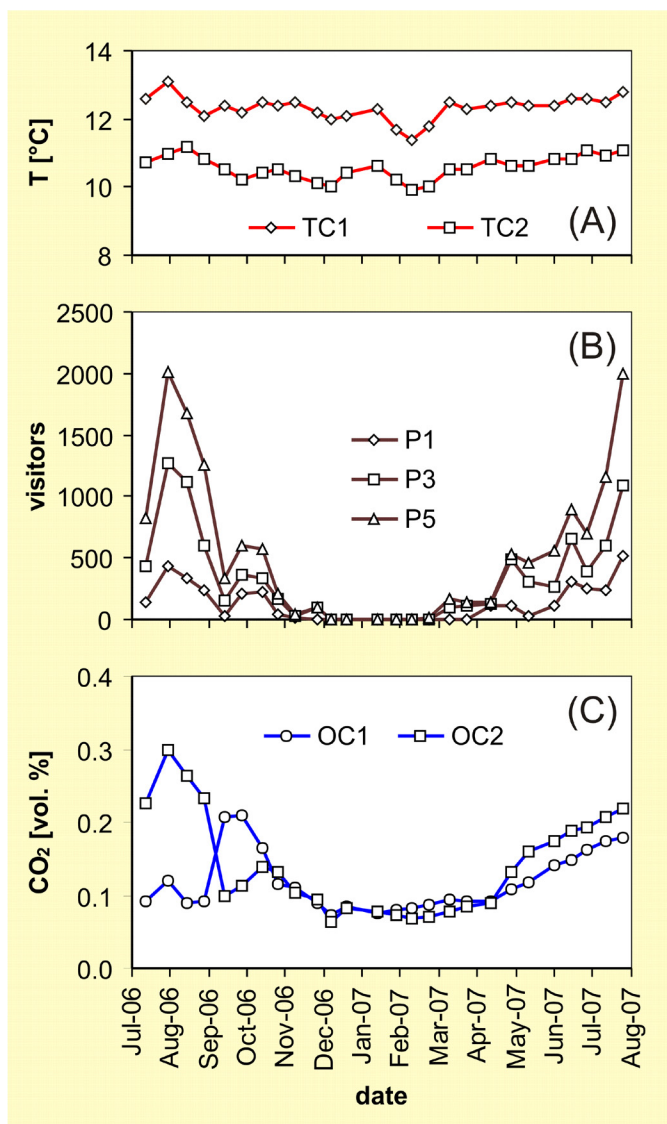 14
12
10
8
T [°C]
TC1 TC2
(A)
2500
2000
1500
1000
500
0
visitors
(B)
P1
P3
P5
0.4
0.3
0.2
0.1
0.0
CO₂ [vol. %]
(C)
OC1 OC2
Jul-06 Aug-06 Sep-06 Oct-06 Nov-06 Dec-06 Jan-07 Feb-07 Mar-07 Apr-07 May-07 Jun-07 Jul-07 Aug-07
date